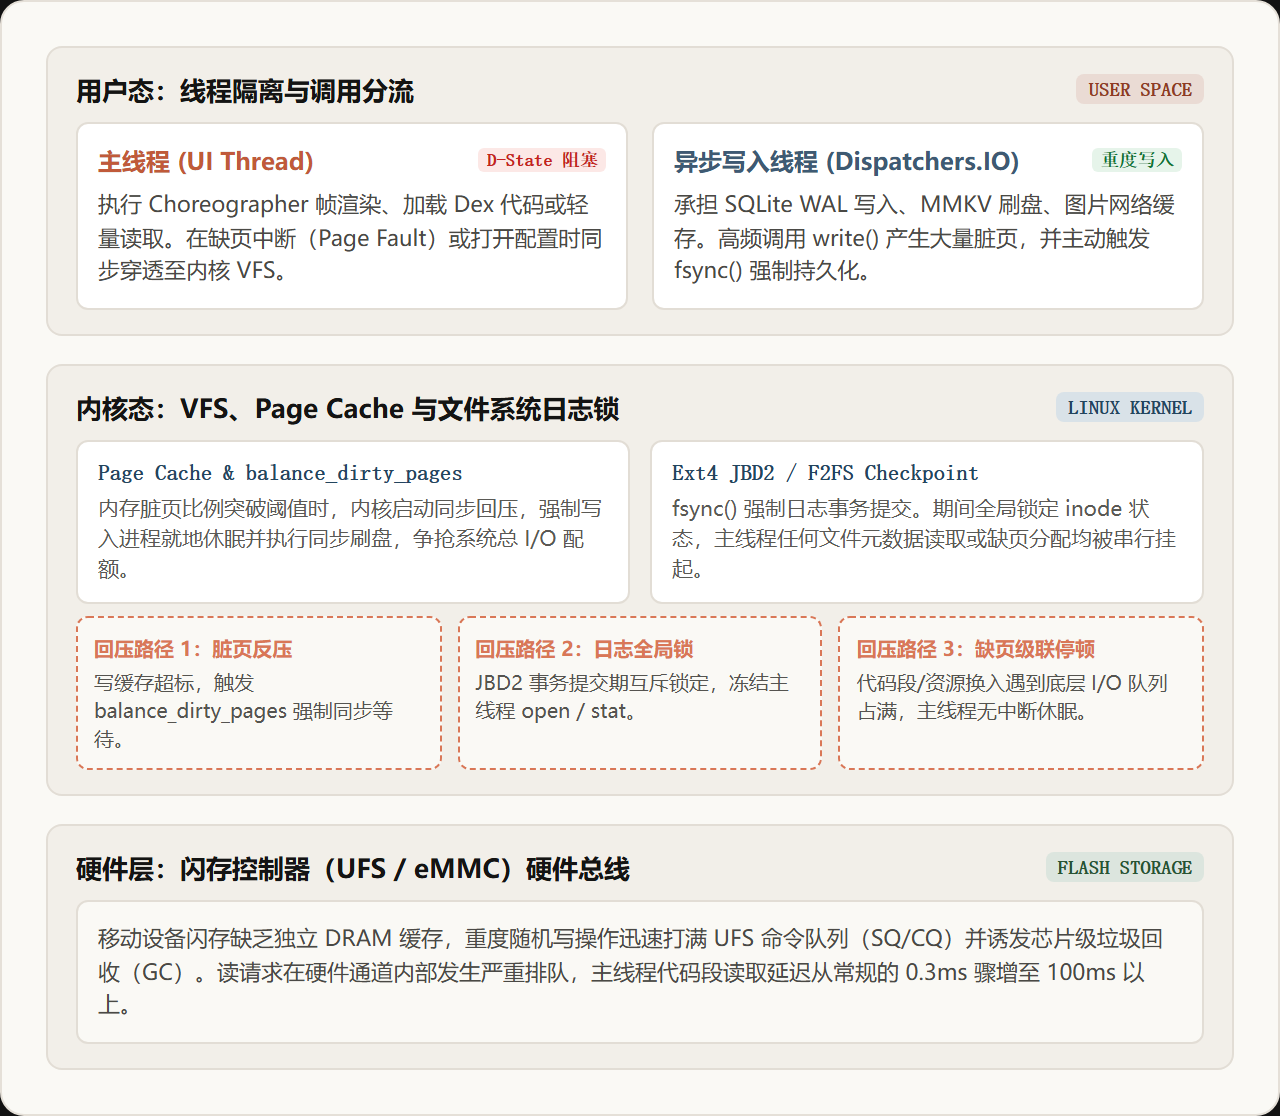 用户态：线程隔离与调用分流
USER SPACE
主线程 (UI Thread)
D-State 阻塞
执行 Choreographer 帧渲染、加载 Dex 代码或轻
量读取。在缺页中断（Page Fault）或打开配置时同
步穿透至内核 VFS。
异步写入线程 (Dispatchers.IO)
重度写入
承担 SQLite WAL 写入、MMKV 刷盘、图片网络缓
存。高频调用 write() 产生大量脏页，并主动触发
fsync() 强制持久化。
内核态：VFS、Page Cache 与文件系统日志锁
LINUX KERNEL
Page Cache & balance_dirty_pages
内存脏页比例突破阈值时，内核启动同步回压，强制写
入进程就地休眠并执行同步刷盘，争抢系统总 I/O 配
额。
Ext4 JBD2 / F2FS Checkpoint
fsync() 强制日志事务提交。期间全局锁定 inode 状
态，主线程任何文件元数据读取或缺页分配均被串行挂
起。
回压路径 1：脏页反压
写缓存超标，触发
balance_dirty_pages 强制同步等
待。
回压路径 2：日志全局锁
JBD2 事务提交期互斥锁定，冻结主
线程 open / stat。
回压路径 3：缺页级联停顿
代码段/资源换入遇到底层 I/O 队列
占满，主线程无中断休眠。
硬件层：闪存控制器（UFS / eMMC）硬件总线
FLASH STORAGE
移动设备闪存缺乏独立 DRAM 缓存，重度随机写操作迅速打满 UFS 命令队列（SQ/CQ）并诱发芯片级垃圾回
收（GC）。读请求在硬件通道内部发生严重排队，主线程代码段读取延迟从常规的 0.3ms 骤增至 100ms 以
上。